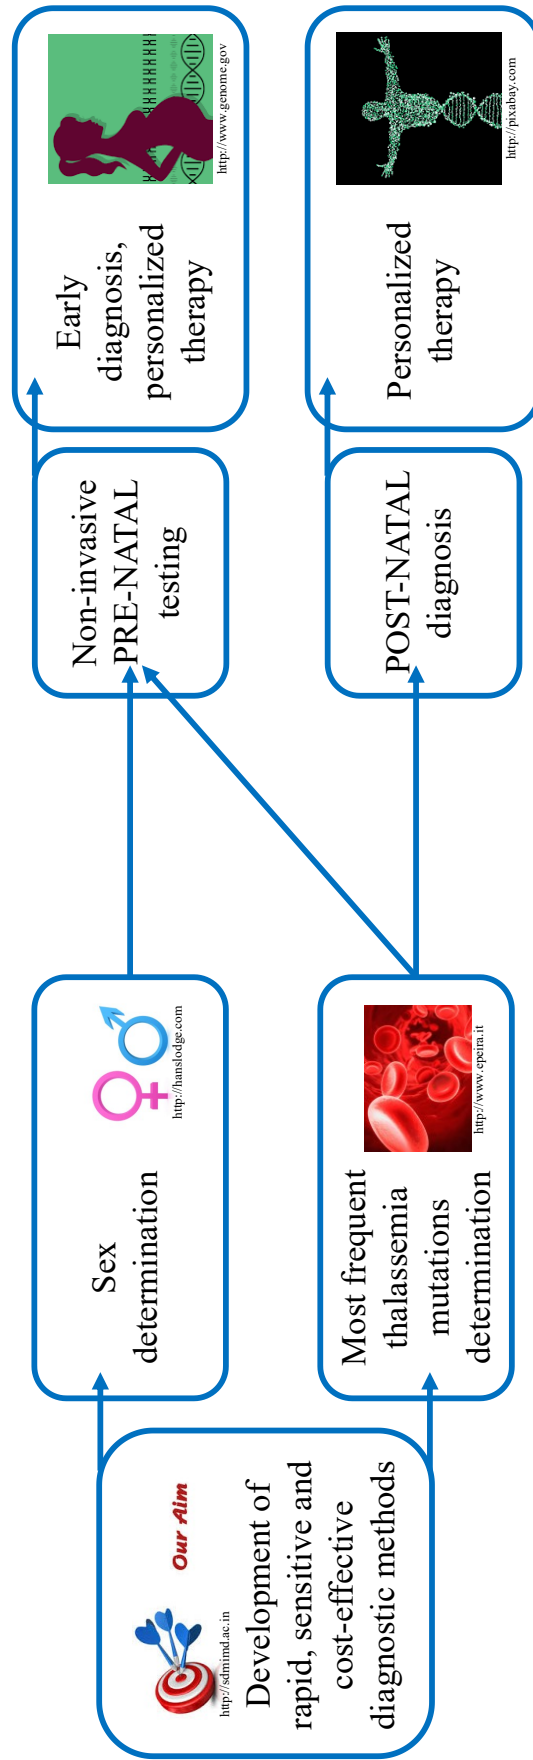 Our Aim
http://sdmimd.ac.in
Development of
rapid, sensitive and
cost-effective
diagnostic methods
Sex
determination
http://hanslodge.com
Most frequent
thalassemia
mutations
determination
http://www.epeira.it
Non-invasive
PRE-NATAL
testing
POST-NATAL
diagnosis
Early
diagnosis,
personalized
therapy
http://www.genome.gov
Personalized
therapy
http://pixabay.com